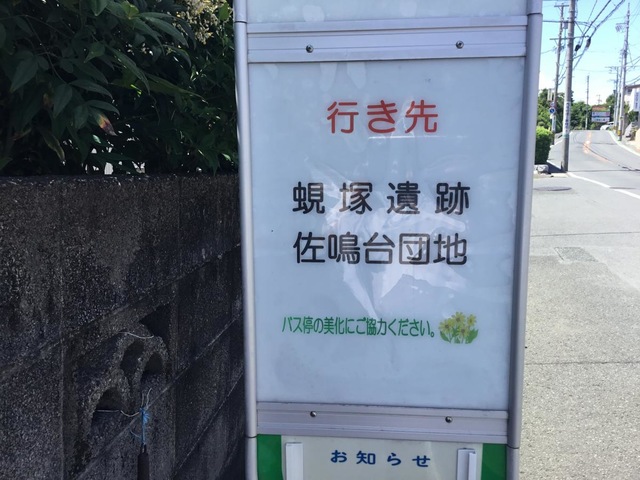 行き先
蜆塚遺跡
佐鳴台団地
バス停の美化にご協力ください。
お知らせ